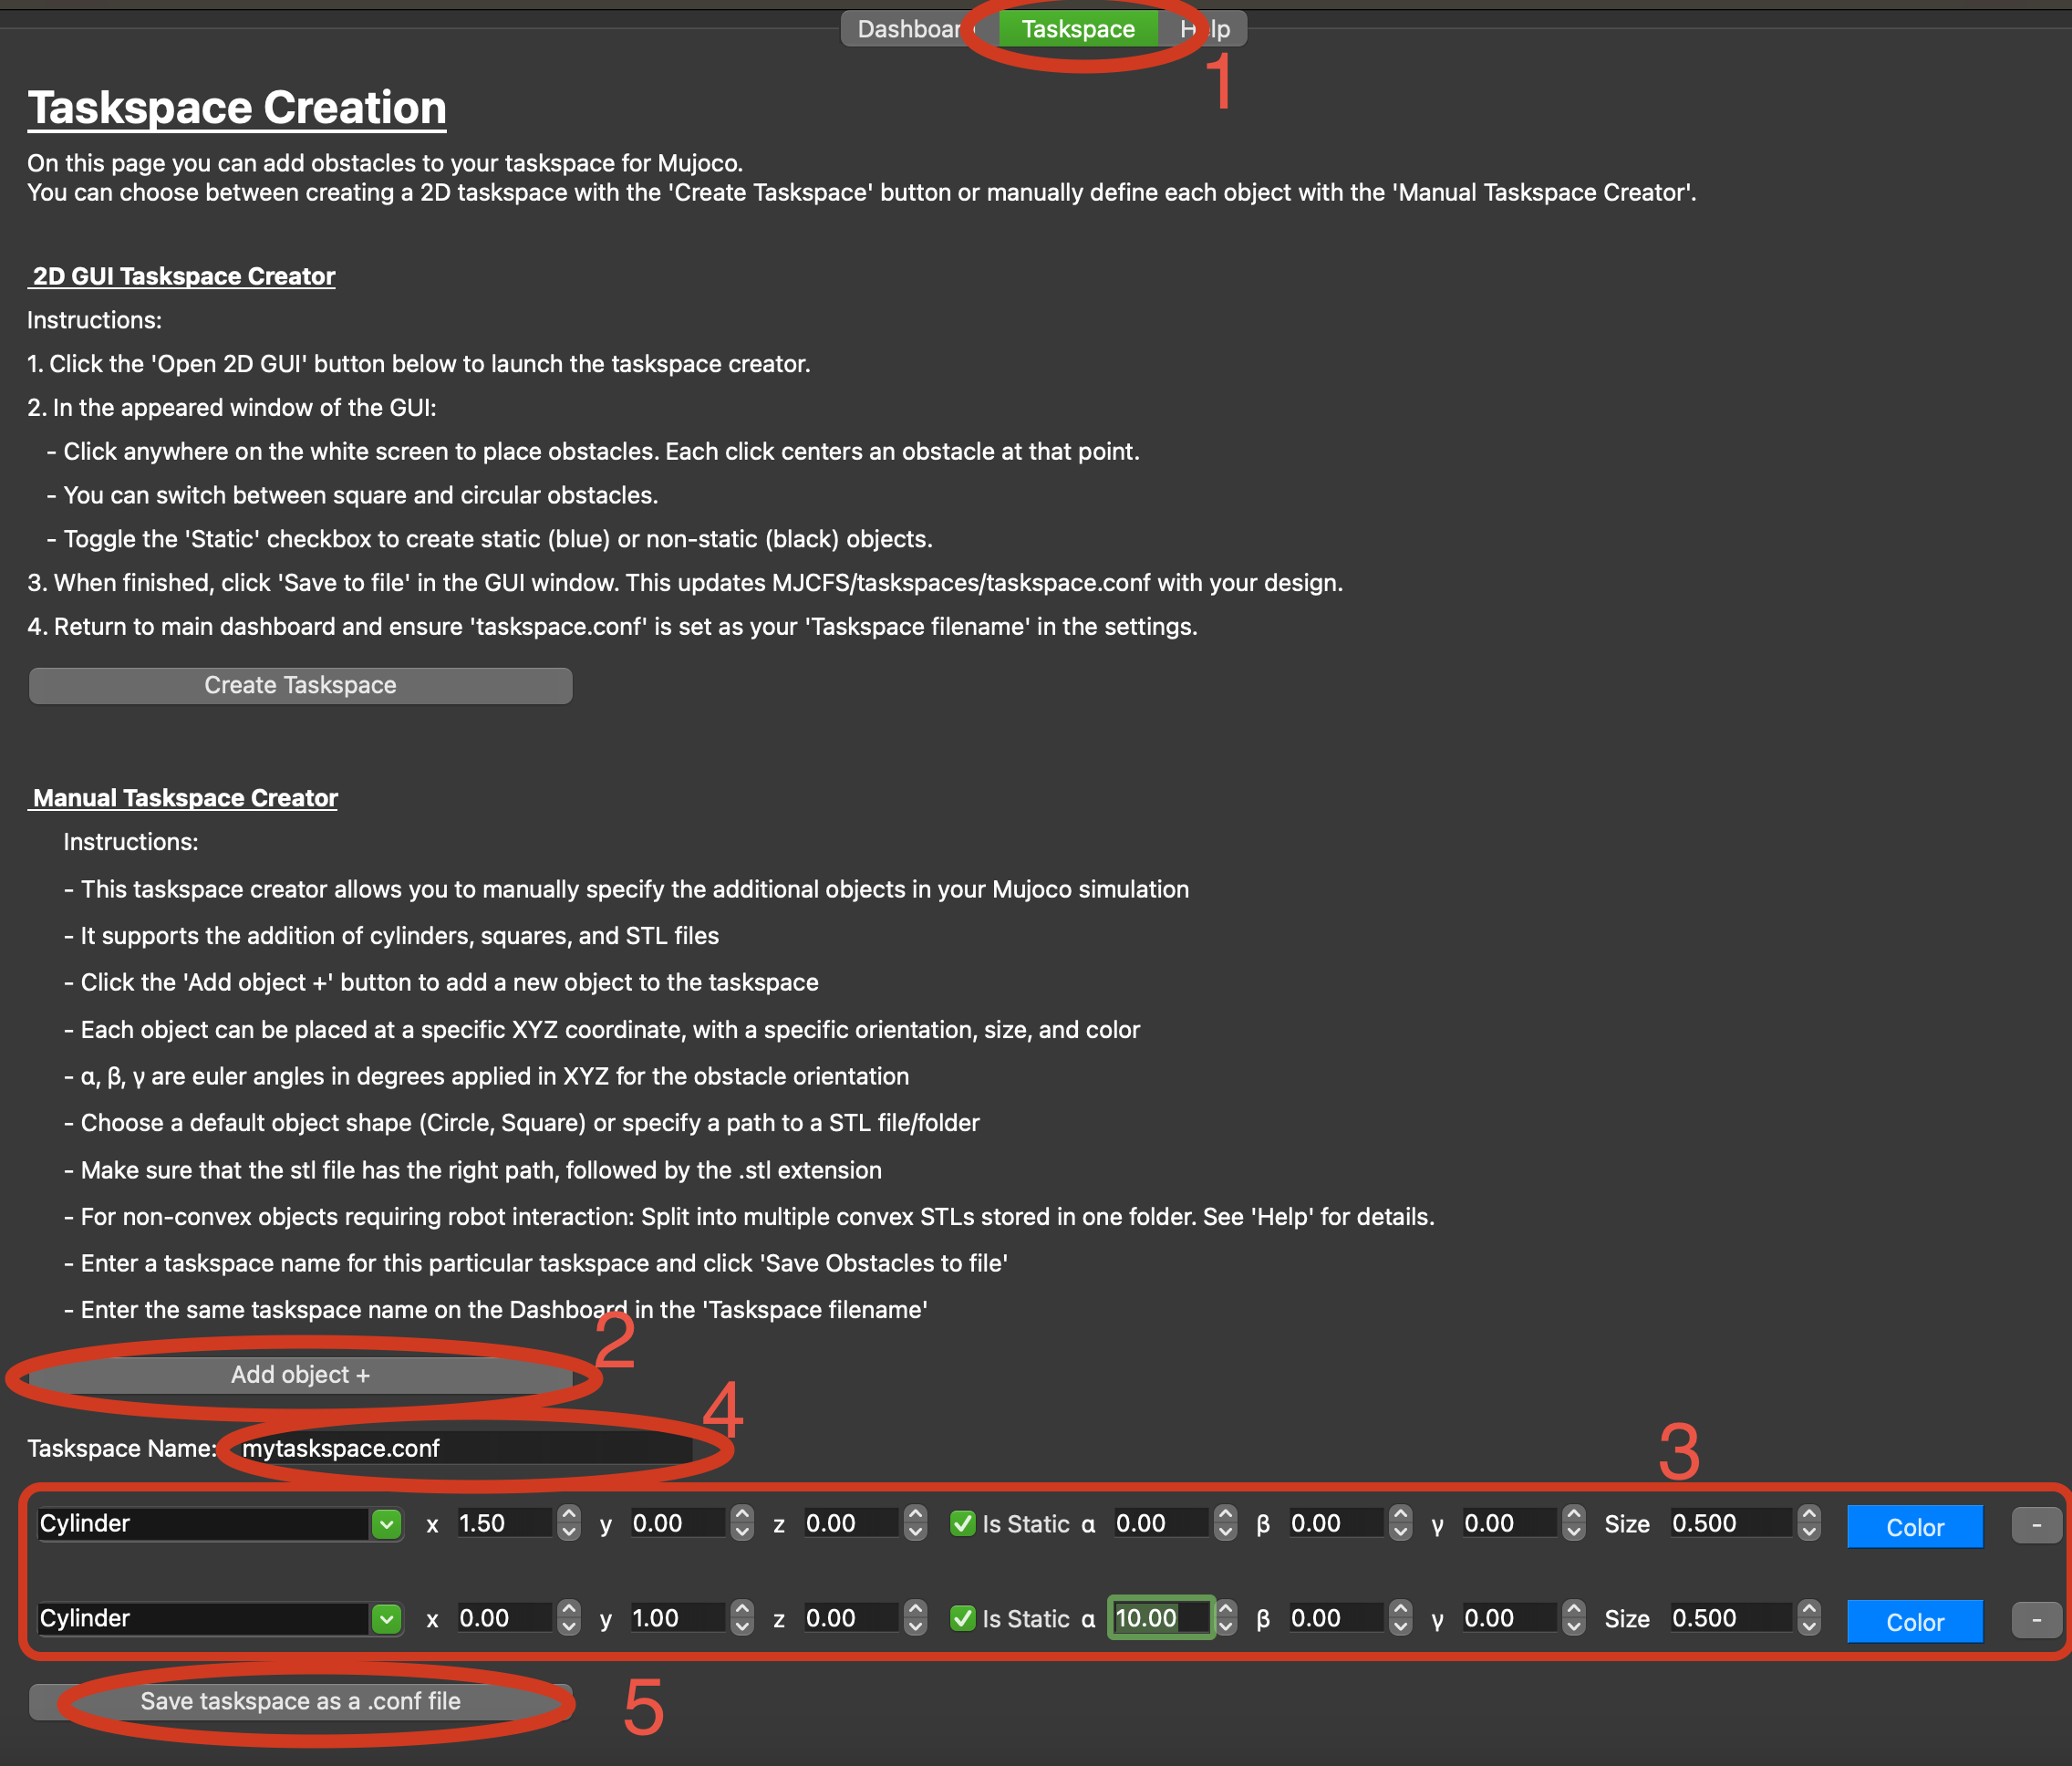 Dashboard Taskspace Help
1
Taskspace Creation
On this page you can add obstacles to your taskspace for Mujoco.
You can choose between creating a 2D taskspace with the 'Create Taskspace' button or manually define each object with the 'Manual Taskspace Creator'.
2D GUI Taskspace Creator
Instructions:
1. Click the 'Open 2D GUI' button below to launch the taskspace creator.
2. In the appeared window of the GUI:
- Click anywhere on the white screen to place obstacles. Each click centers an obstacle at that point.
- You can switch between square and circular obstacles.
- Toggle the 'Static' checkbox to create static (blue) or non-static (black) objects.
3. When finished, click 'Save to file' in the GUI window. This updates MJCFS/taskspaces/taskspace.conf with your design.
4. Return to main dashboard and ensure 'taskspace.conf' is set as your 'Taskspace filename' in the settings.
Create Taskspace
Manual Taskspace Creator
Instructions:
- This taskspace creator allows you to manually specify the additional objects in your Mujoco simulation
- It supports the addition of cylinders, squares, and STL files
- Click the 'Add object +' button to add a new object to the taskspace
- Each object can be placed at a specific XYZ coordinate, with a specific orientation, size, and color
- α, β, γ are euler angles in degrees applied in XYZ for the obstacle orientation
- Choose a default object shape (Circle, Square) or specify a path to a STL file/folder
- Make sure that the stl file has the right path, followed by the .stl extension
- For non-convex objects requiring robot interaction: Split into multiple convex STLs stored in one folder. See 'Help' for details.
- Enter a taskspace name for this particular taskspace and click 'Save Obstacles to file'
- Enter the same taskspace name on the Dashboard in the 'Taskspace filename'
2
Add object +
4
Taskspace Name: mytaskspace.conf
3
Cylinder x 1.50 y 0.00 z 0.00 Is Static α 0.00 β 0.00 γ 0.00 Size 0.500 Color -
Cylinder x 0.00 y 1.00 z 0.00 Is Static α 10.00 β 0.00 γ 0.00 Size 0.500 Color -
Save taskspace as a .conf file
5